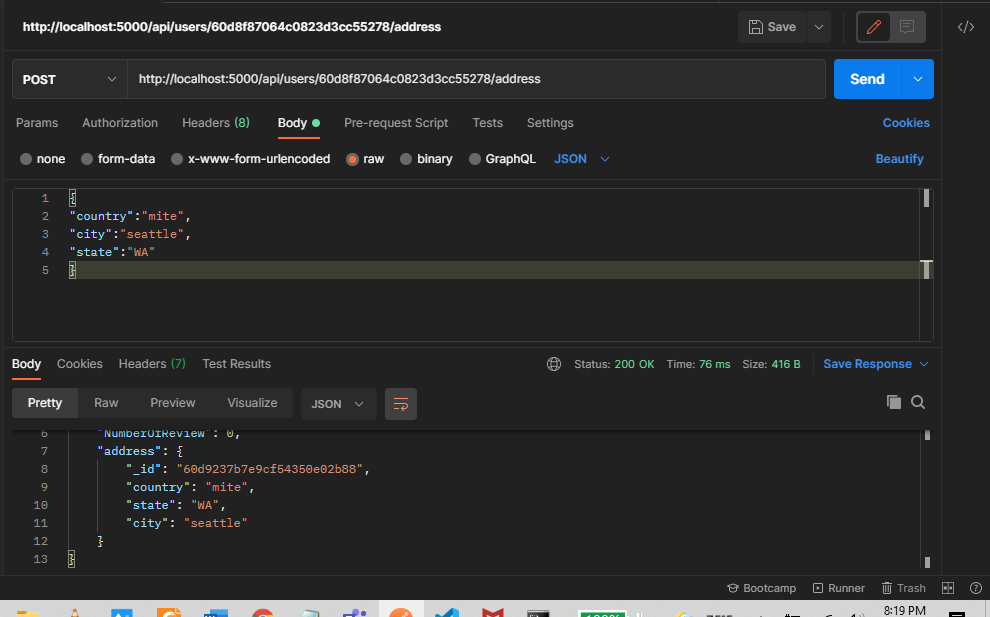 http://localhost:5000/api/users/60d8f87064c0823d3cc55278/address
Save
POST
http://localhost:5000/api/users/60d8f87064c0823d3cc55278/address
Send
Params Authorization Headers (8) Body Pre-request Script Tests Settings Cookies
none form-data x-www-form-urlencoded raw binary GraphQL JSON Beautify
1 {
2 "country":"mite",
3 "city":"seattle",
4 "state":"WA"
5 }
Body Cookies Headers (7) Test Results Status: 200 OK Time: 76 ms Size: 416 B Save Response
Pretty Raw Preview Visualize JSON
6 "NumberOfReview": 0,
7 "address": {
8 "_id": "60d9237b7e9cf54350e02b88",
9 "country": "mite",
10 "state": "WA",
11 "city": "seattle"
12 }
13 }
Bootcamp Runner Trash
8:19 PM